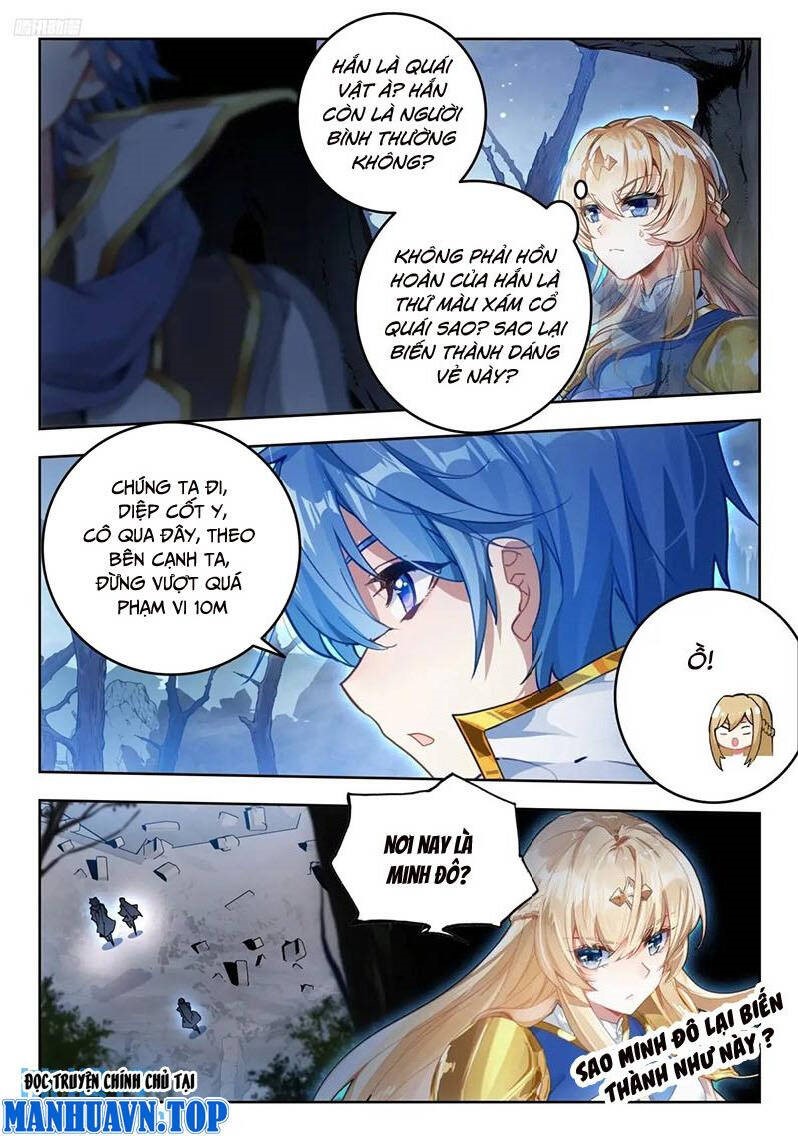 HẮN LÀ QUÁI
VẬT À? HẮN
CÒN LÀ NGƯỜI
BÌNH THƯỜNG
KHÔNG?
KHÔNG PHẢI HỒN
HOÀN CỦA HẮN LÀ
THỨ MÀU XÁM CỔ
QUÁI SAO? SAO LẠI
BIẾN THÀNH DÁNG
VẺ NÀY?
CHÚNG TA ĐI,
DIỆP CỐT Y,
CÔ QUA ĐÂY, THEO
BÊN CẠNH TA,
ĐỪNG VƯỢT QUÁ
PHẠM VI 10M
Ồ!
NƠI NAY LÀ
MINH ĐÔ?
SAO MINH ĐÔ LẠI BIẾN
THÀNH NHƯ NÀY ?
ĐỌC TRUYỆN CHÍNH CHỦ TẠI
MANHUAVN.TOP